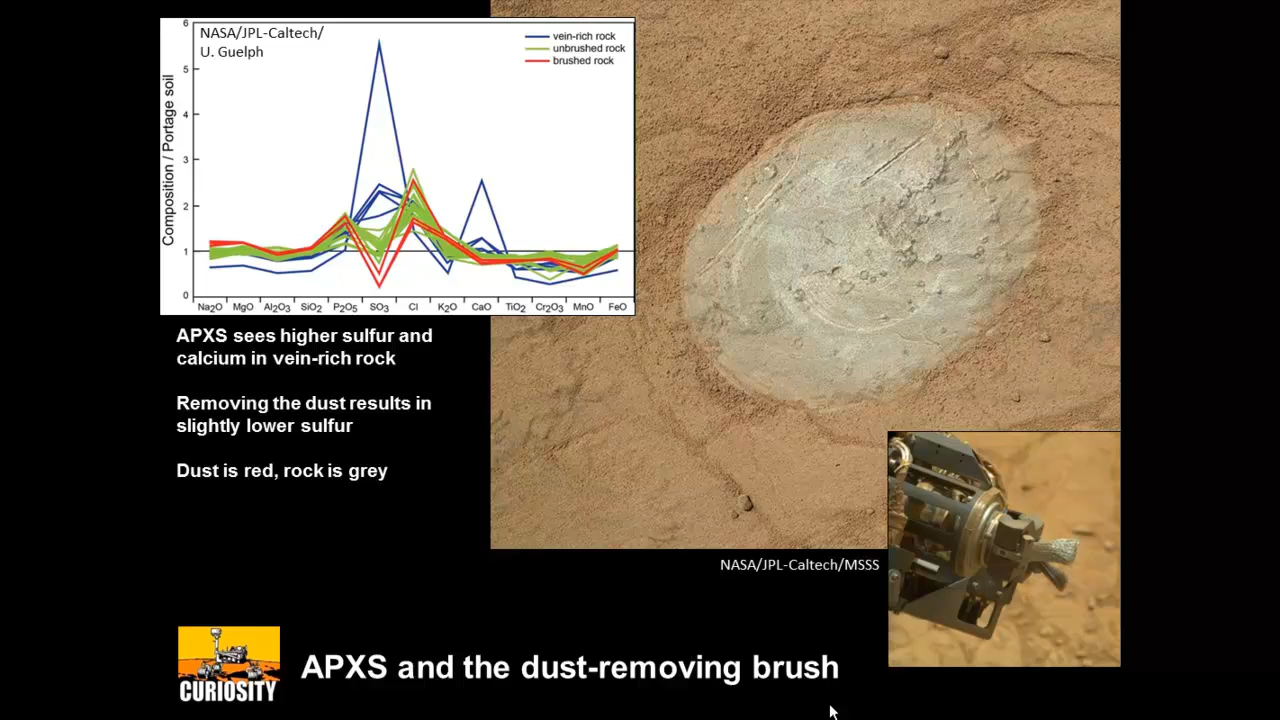 NASA/JPL-Caltech/
U. Guelph
vein-rich rock
unbrushed rock
brushed rock
Composition / Portage soil
6
5
4
3
2
1
0
Na2O MgO Al2O3 SiO2 P2O5 SO3 Cl K2O CaO TiO2 Cr2O3 MnO FeO
APXS sees higher sulfur and
calcium in vein-rich rock
Removing the dust results in
slightly lower sulfur
Dust is red, rock is grey
NASA/JPL-Caltech/MSSS
CURIOSITY
APXS and the dust-removing brush